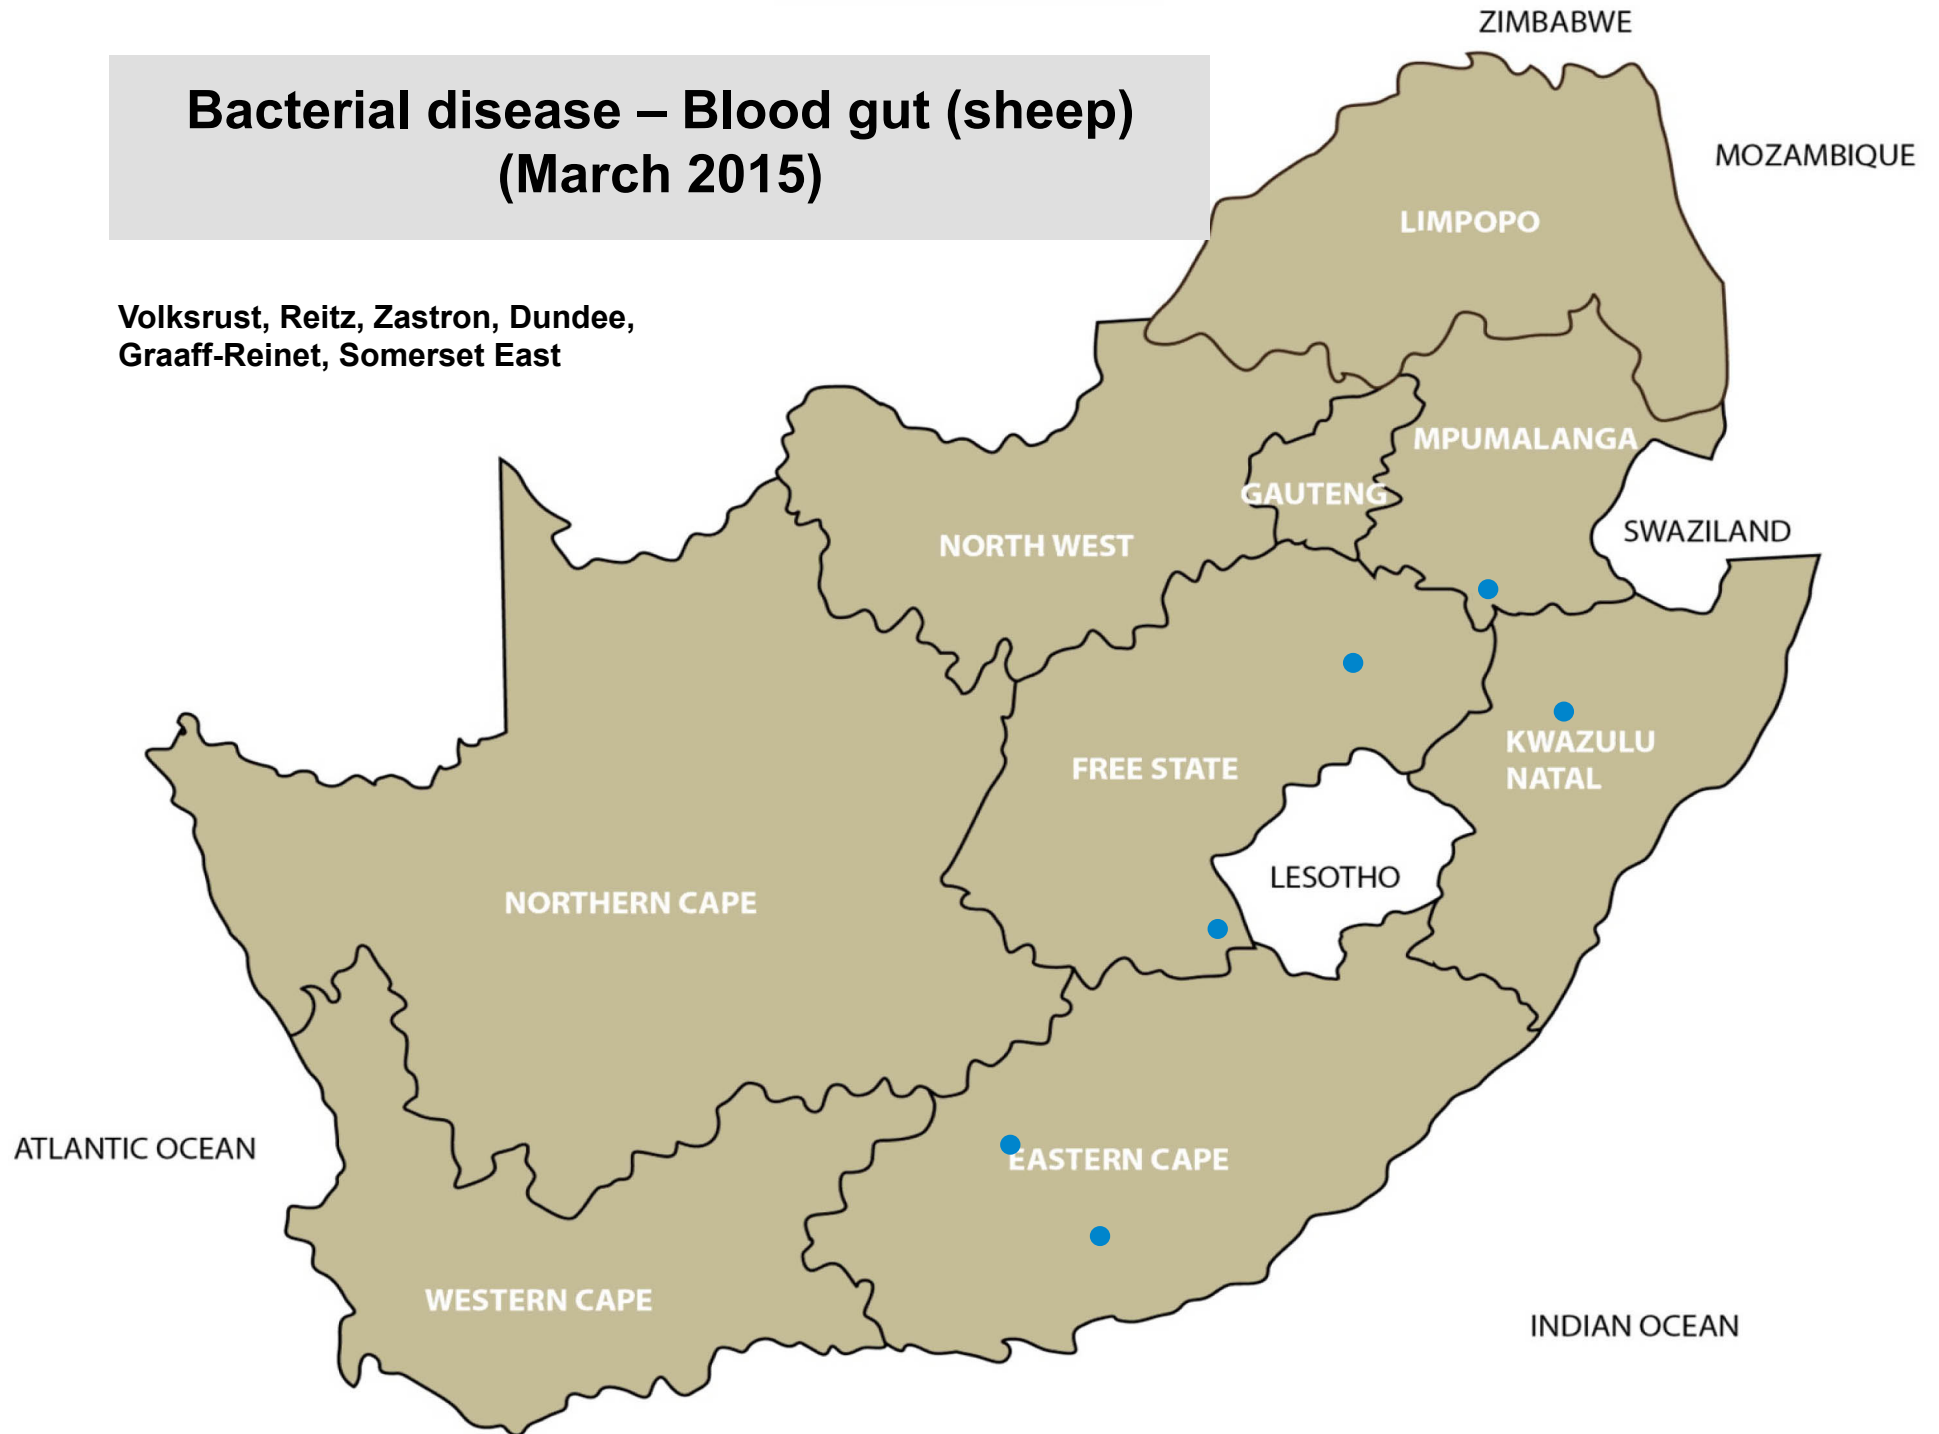 ZIMBABWE
Bacterial disease – Blood gut (sheep)
(March 2015)
MOZAMBIQUE
LIMPOPO
Volksrust, Reitz, Zastron, Dundee,
Graaff-Reinet, Somerset East
MPUMALANGA
GAUTENG
SWAZILAND
NORTH WEST
KWAZULU
NATAL
FREE STATE
LESOTHO
NORTHERN CAPE
ATLANTIC OCEAN
EASTERN CAPE
WESTERN CAPE
INDIAN OCEAN